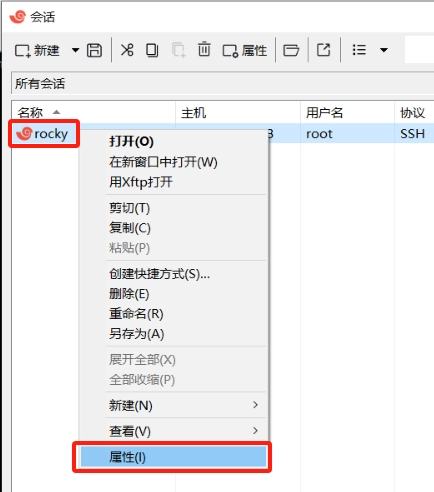 会话
新建 属性
所有会话
名称 主机 用户名 协议
rocky 3 root SSH
打开(O)
在新窗口中打开(W)
用Xftp打开
剪切(T)
复制(C)
粘贴(P)
创建快捷方式(S)...
删除(E)
重命名(R)
另存为(A)
展开全部(X)
全部收缩(P)
新建(N)
查看(V)
属性(I)